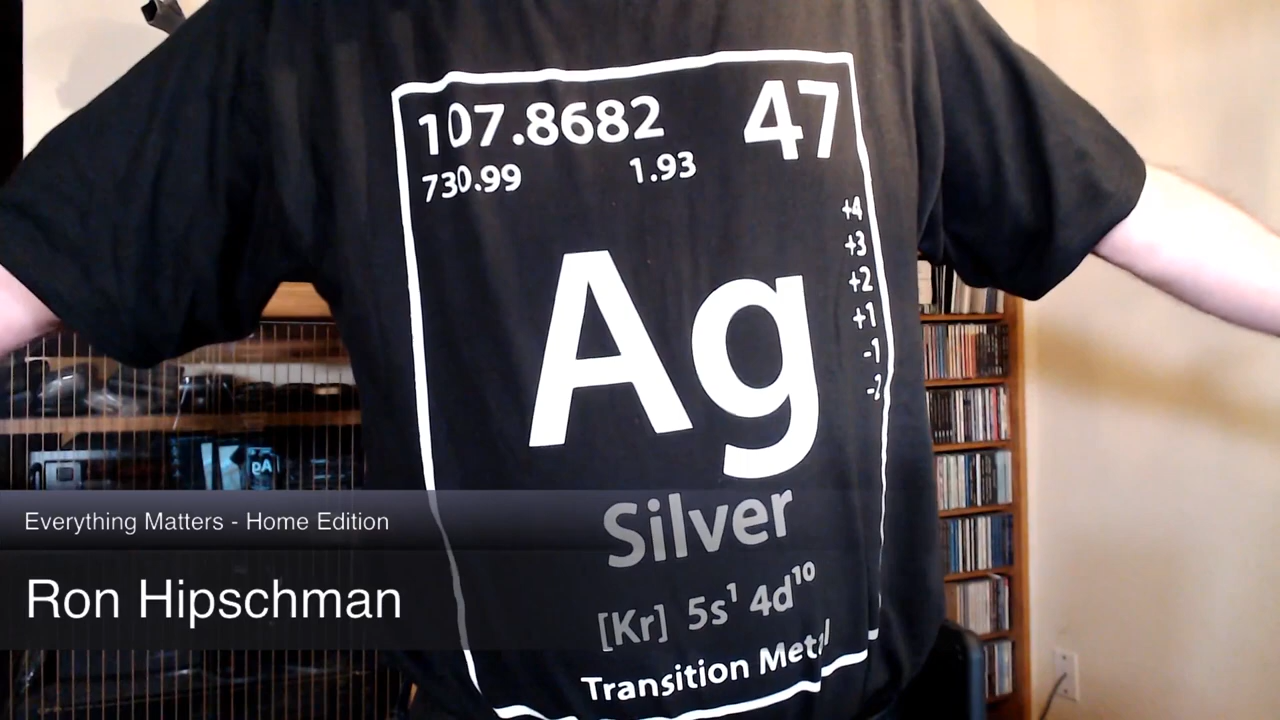 107.8682 47
730.99 1.93
+4
+3
+2
+1
-1
-2
Ag
Silver
[Kr] 5s¹ 4d¹⁰
Transition Metal
Ag
Everything Matters - Home Edition
Ron Hipschman